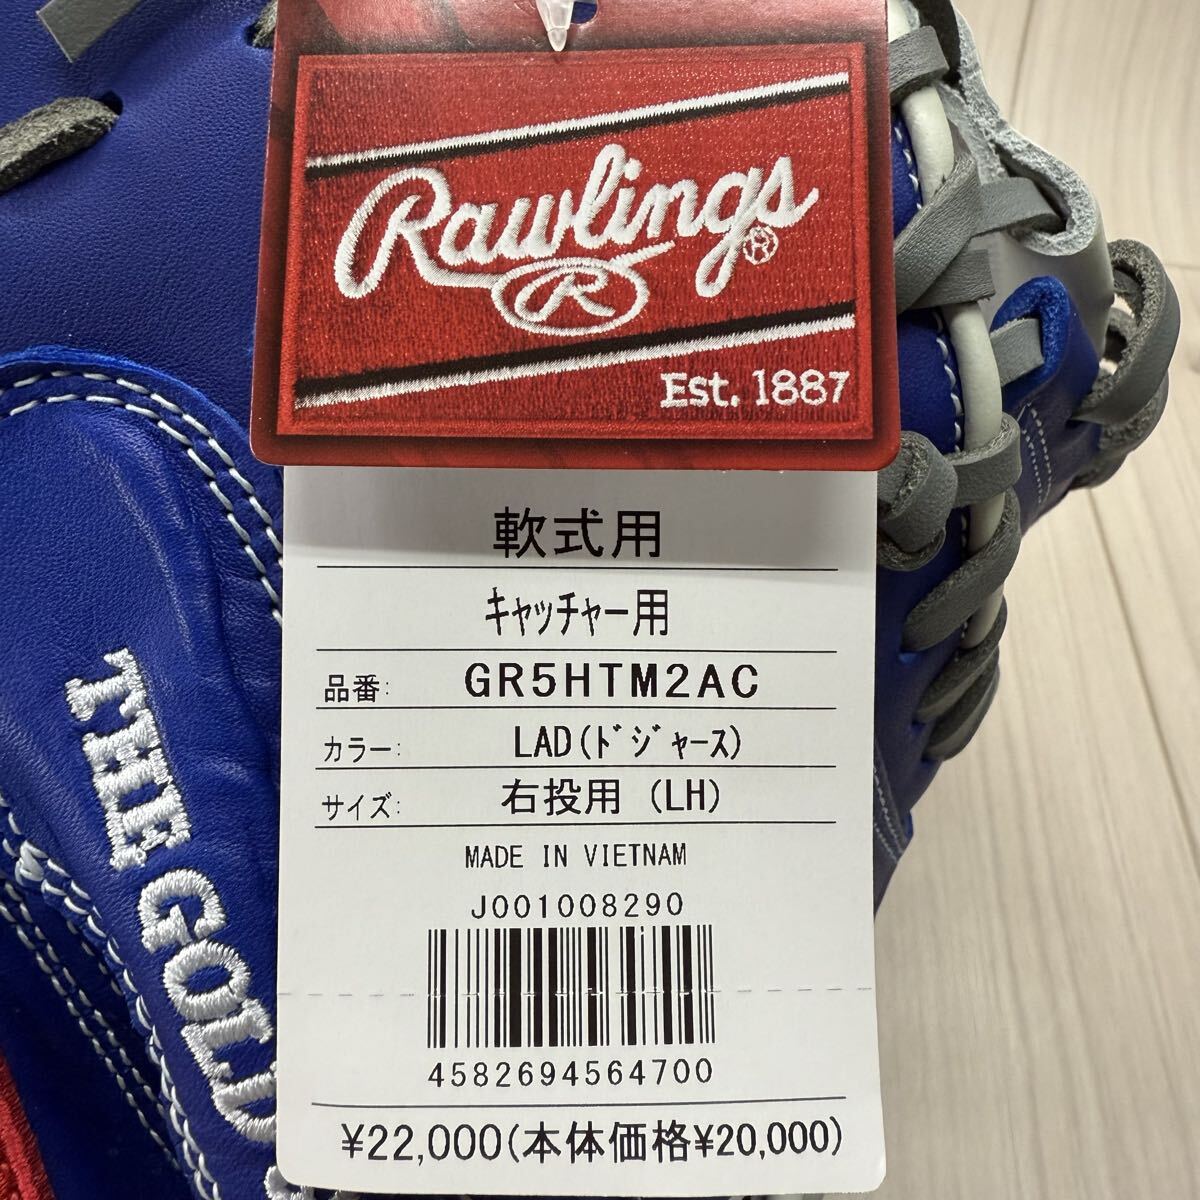 Rawlings
R
Est. 1887
軟式用
キャッチャー用
品番: GR5HTM2AC
カラー: LAD(ドジャース)
サイズ: 右投用 (LH)
MADE IN VIETNAM
J001008290
4582694564700
¥22,000(本体価格¥20,000)
THE GOLD